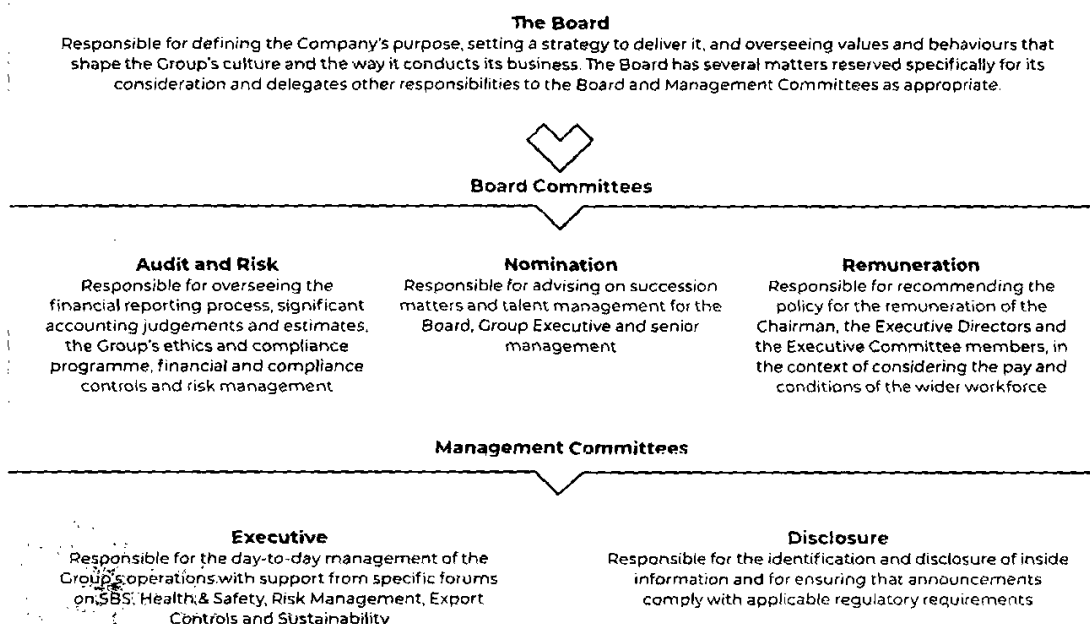 The Board
Responsible for defining the Company's purpose, setting a strategy to deliver it, and overseeing values and behaviours that
shape the Group's culture and the way it conducts its business. The Board has several matters reserved specifically for its
consideration and delegates other responsibilities to the Board and Management Committees as appropriate.
Board Committees
Audit and Risk
Responsible for overseeing the
financial reporting process, significant
accounting judgements and estimates,
the Group's ethics and compliance
programme, financial and compliance
controls and risk management
Nomination
Responsible for advising on succession
matters and talent management for the
Board, Group Executive and senior
management
Remuneration
Responsible for recommending the
policy for the remuneration of the
Chairman, the Executive Directors and
the Executive Committee members, in
the context of considering the pay and
conditions of the wider workforce
Management Committees
Executive
Responsible for the day-to-day management of the
Group's operations with support from specific forums
on SBS, Health & Safety, Risk Management, Export
Controls and Sustainability
Disclosure
Responsible for the identification and disclosure of inside
information and for ensuring that announcements
comply with applicable regulatory requirements